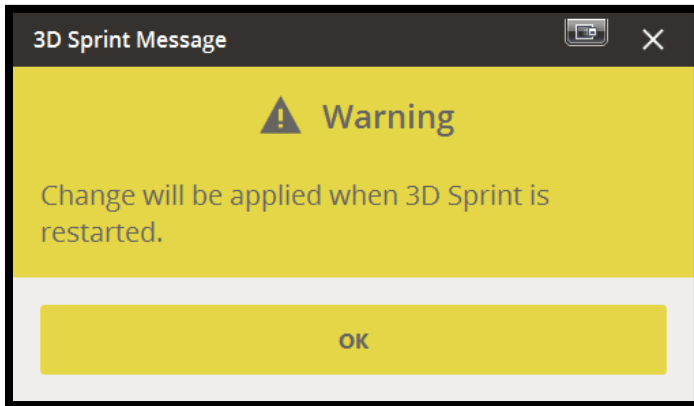 3D Sprint Message
Warning
Change will be applied when 3D Sprint is
restarted.
OK